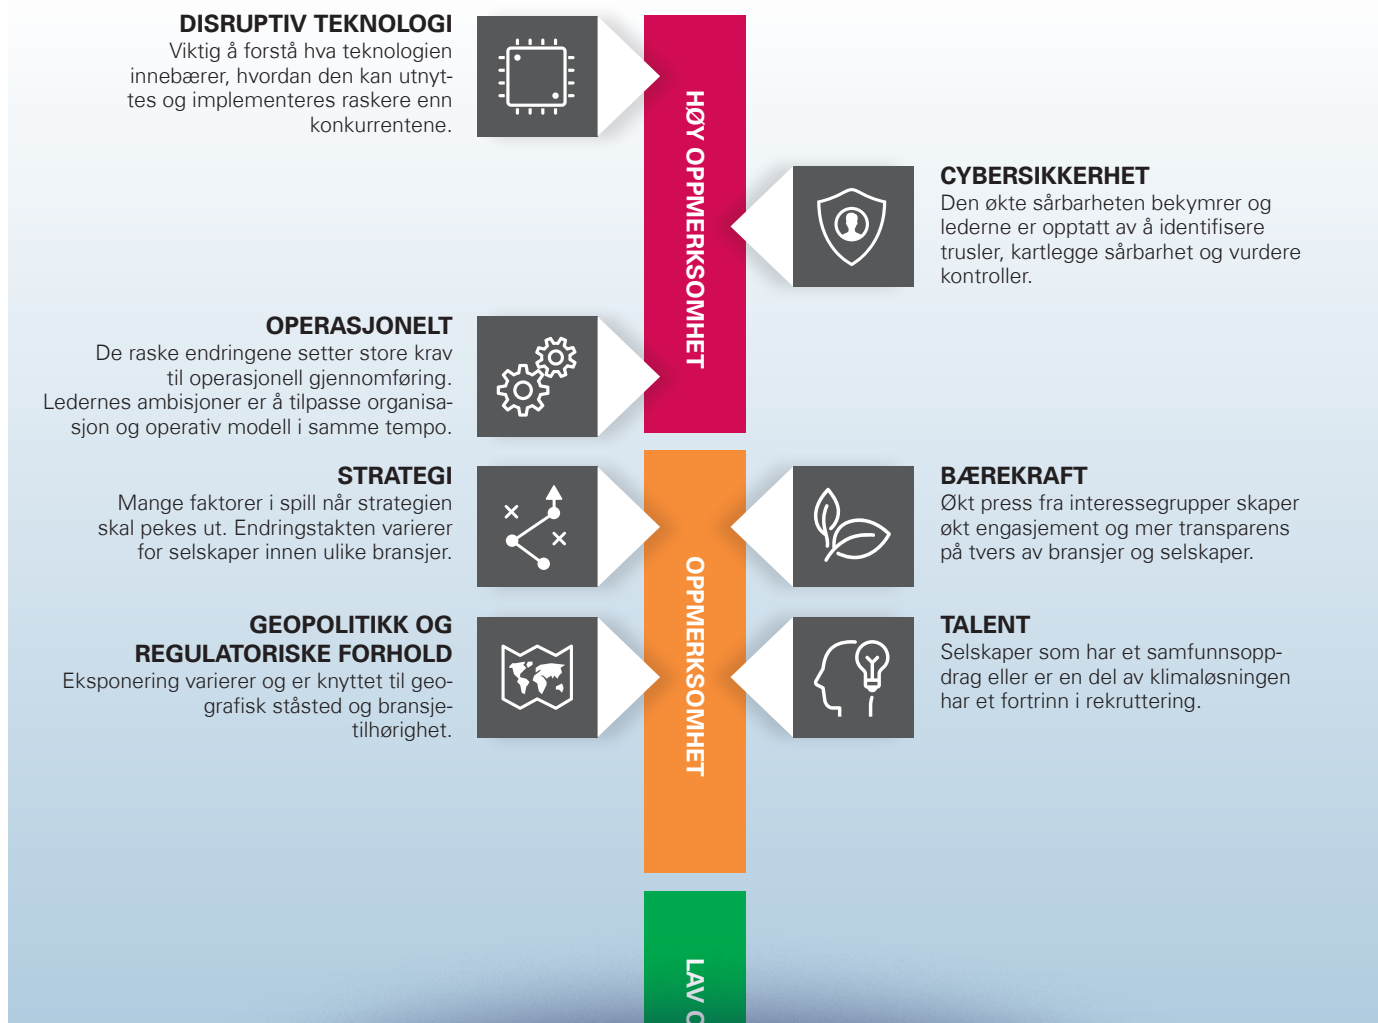 DISRUPTIV TEKNOLOGI
Viktig å forstå hva teknologien
innebærer, hvordan den kan utnyt-
tes og implementeres raskere enn
konkurrentene.
HØY OPPMERKSOMHET
CYBERSIKKERHET
Den økte sårbarheten bekymrer og
lederne er opptatt av å identifisere
trusler, kartlegge sårbarhet og vurdere
kontroller.
OPERASJONELT
De raske endringene setter store krav
til operasjonell gjennomføring.
Ledernes ambisjoner er å tilpasse organisa-
sjon og operativ modell i samme tempo.
STRATEGI
Mange faktorer i spill når strategien
skal pekes ut. Endringstakten varierer
for selskaper innen ulike bransjer.
OPPMERKSOMHET
BÆREKRAFT
Økt press fra interessegrupper skaper
økt engasjement og mer transparens
på tvers av bransjer og selskaper.
GEOPOLITIKK OG
REGULATORISKE FORHOLD
Eksponering varierer og er knyttet til geo-
grafisk ståsted og bransje-
tilhørighet.
TALENT
Selskaper som har et samfunnsopp-
drag eller er en del av klimaløsningen
har et fortrinn i rekruttering.
LAV